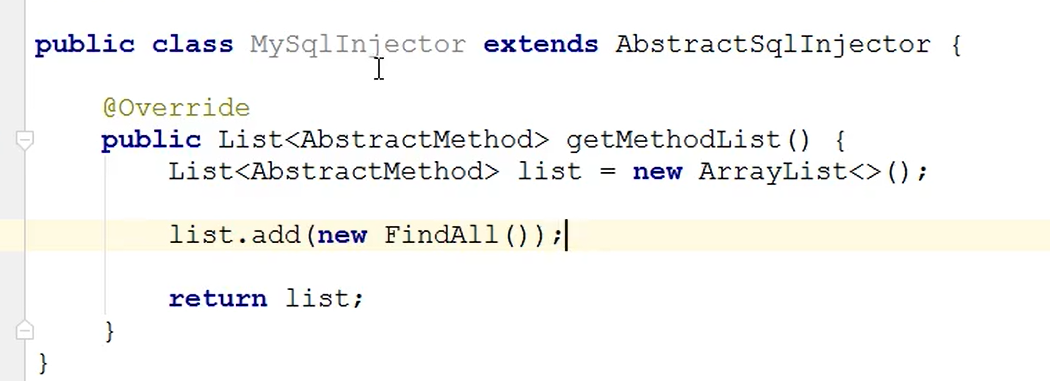 public class MySqlInjector extends AbstractSqlInjector {
@Override
public List<AbstractMethod> getMethodList() {
List<AbstractMethod> list = new ArrayList<>();
list.add(new FindAll());
return list;
}
}